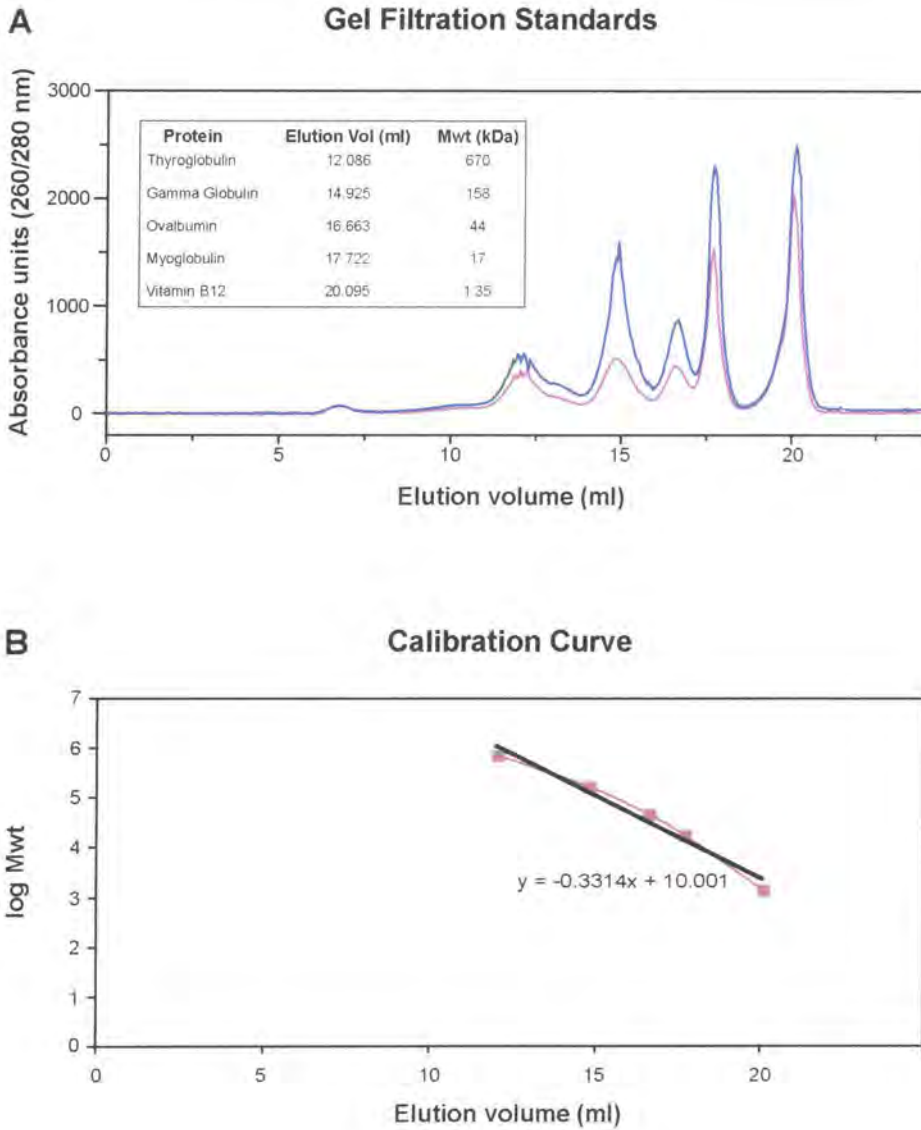 A
Gel Filtration Standards
Absorbance units (260/280 nm)
3000
2000
1000
0
Protein Elution Vol (ml) Mwt (kDa)
Thyroglobulin 12.086 670
Gamma Globulin 14.925 158
Ovalbumin 16.663 44
Myoglobulin 17.722 17
Vitamin B12 20.095 1.35
0 5 10 15 20
Elution volume (ml)
B
Calibration Curve
log Mwt
7
6
5
4
3
2
1
0
y = -0.3314x + 10.001
0 5 10 15 20
Elution volume (ml)